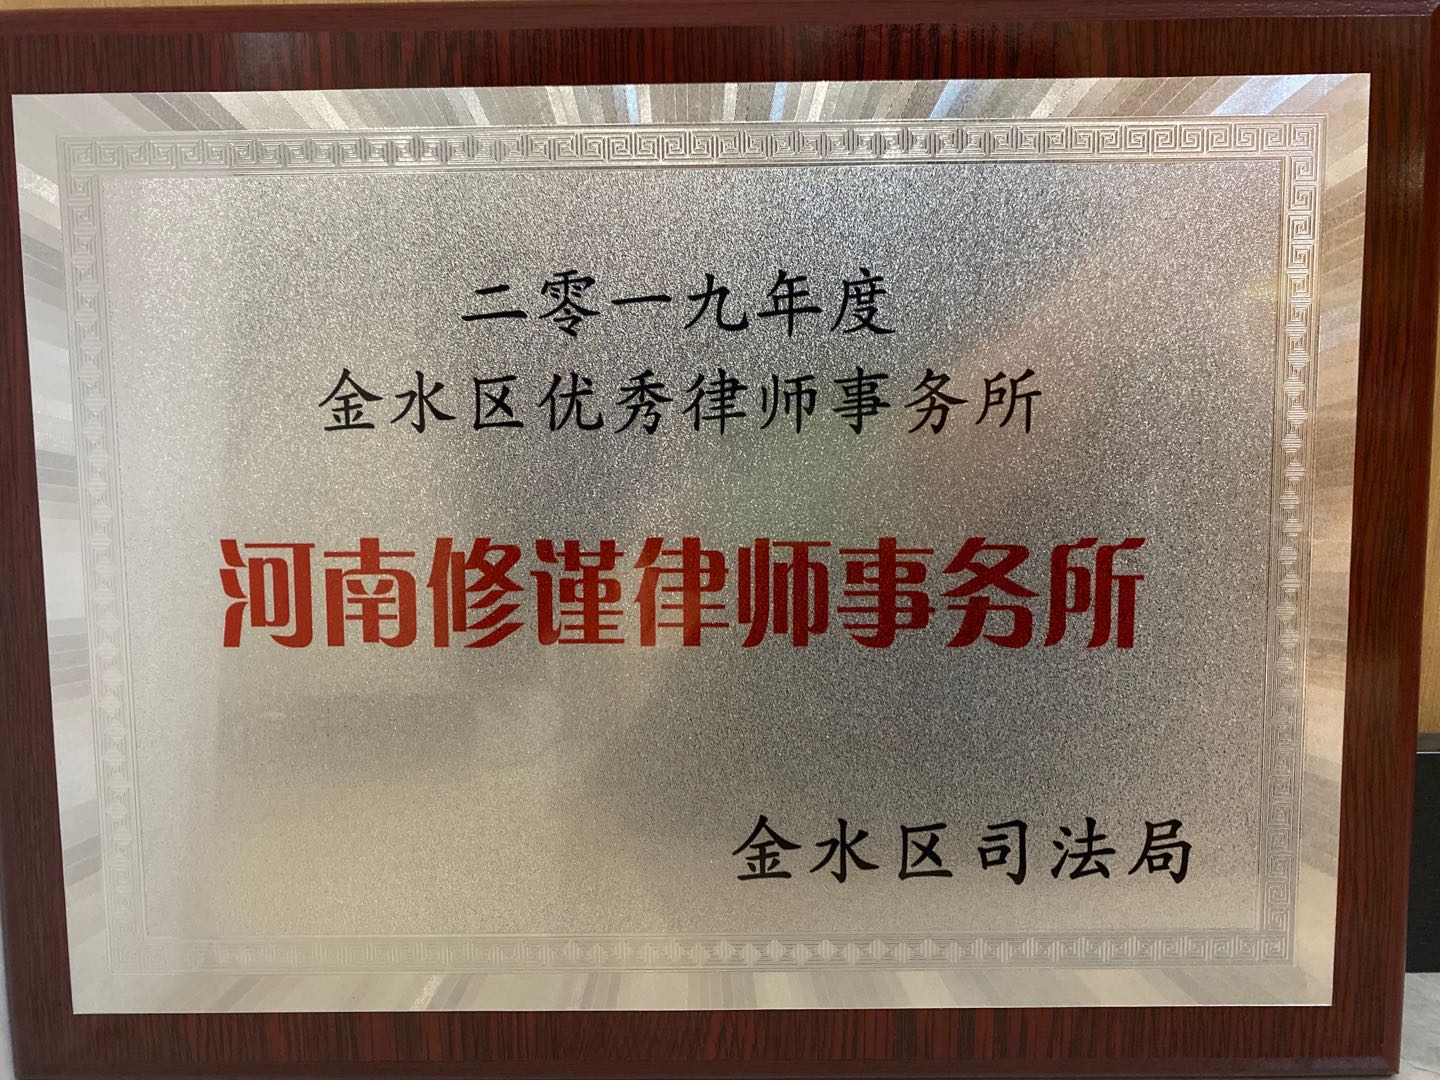 二零一九年度
金水区优秀律师事务所
河南修谨律师事务所
金水区司法局